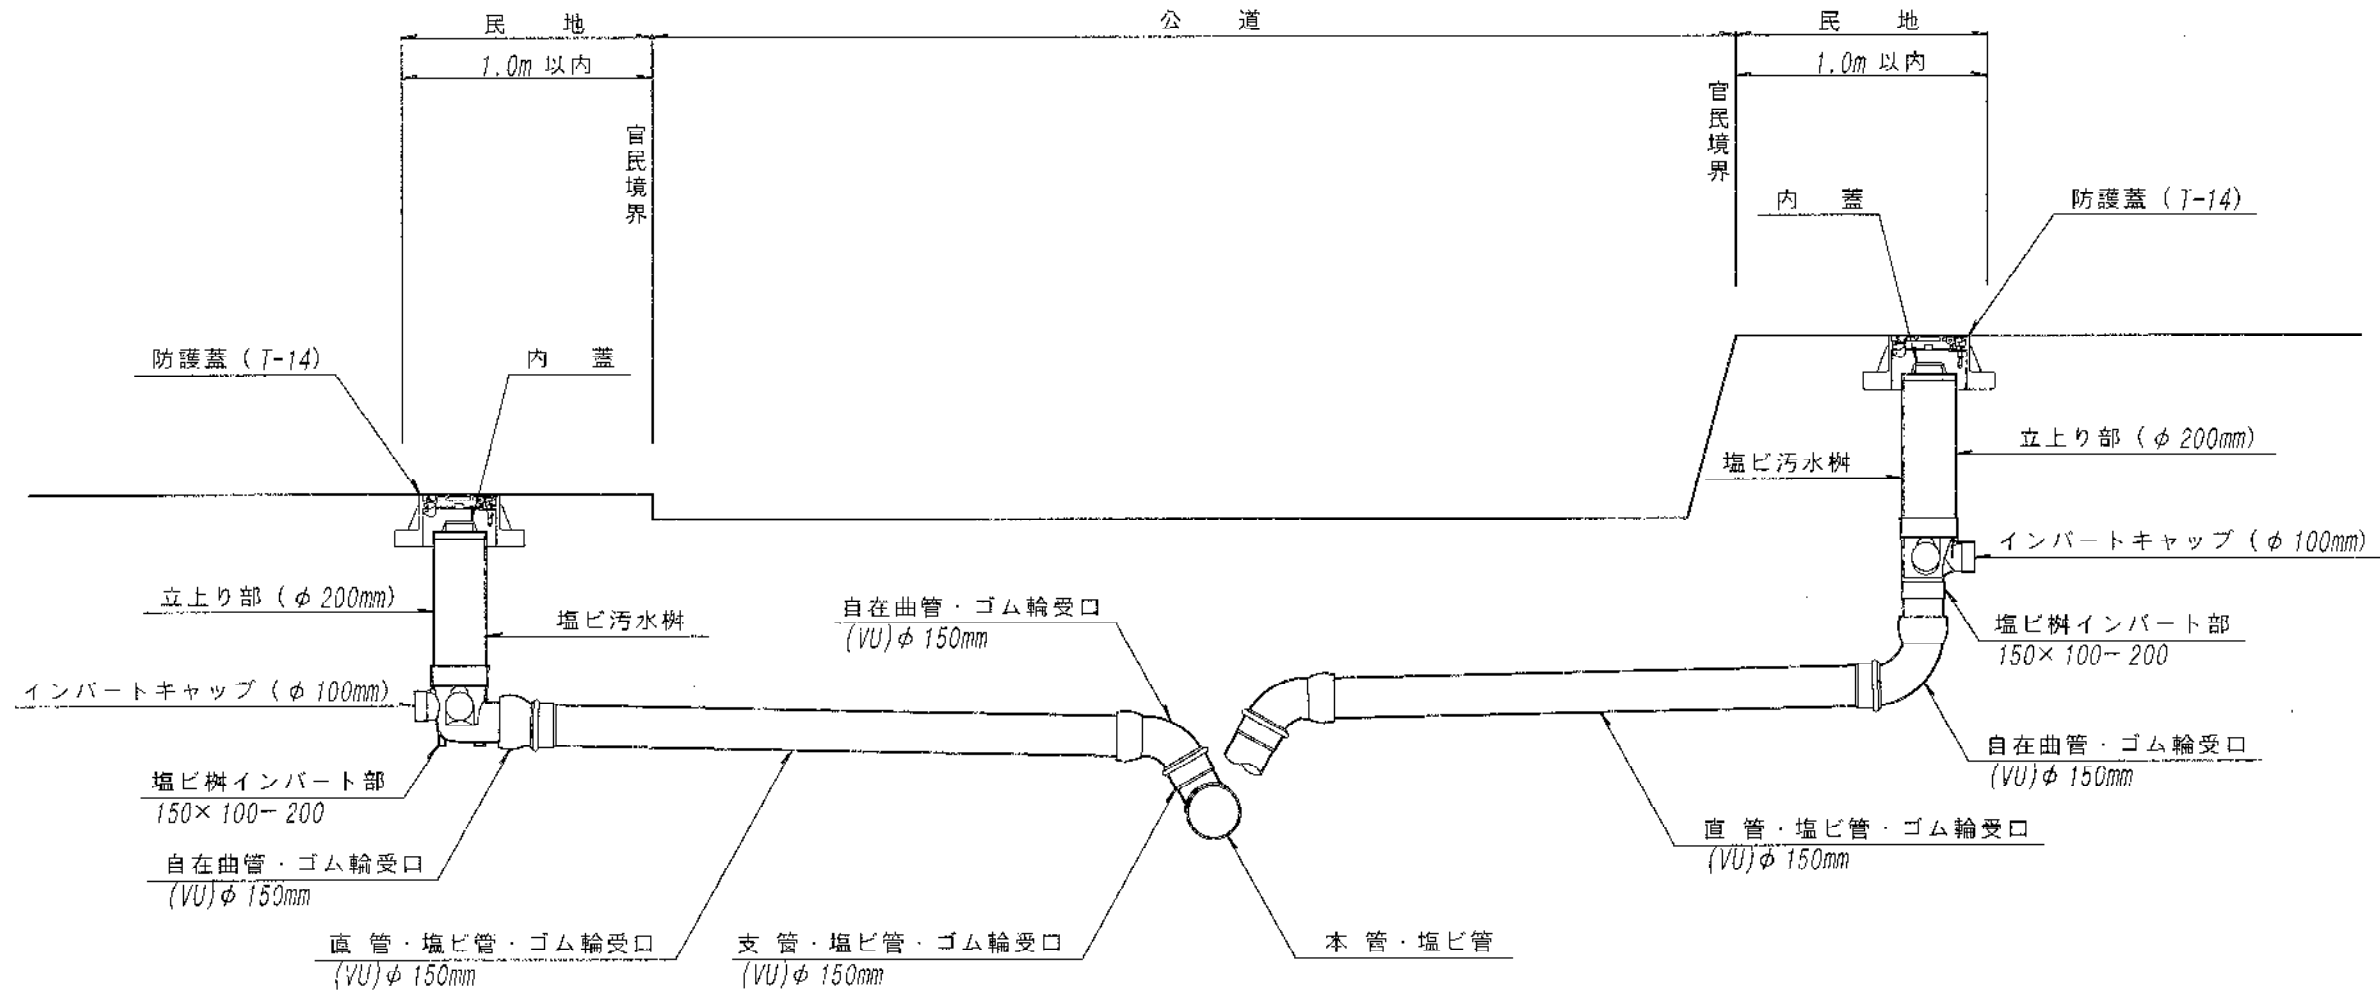 民 地
公 道
民 地
1.0m 以内
1.0m 以内
官民境界
官民境界
内 蓋
防護蓋 (T-14)
防護蓋 (T-14)
内 蓋
立上り部 (φ200mm)
塩ビ汚水桝
インバートキャップ (φ100mm)
立上り部 (φ200mm)
塩ビ汚水桝
自在曲管・ゴム輪受口
(VU)φ150mm
塩ビ桝インバート部
150×100-200
インバートキャップ (φ100mm)
自在曲管・ゴム輪受口
(VU)φ150mm
塩ビ桝インバート部
150×100-200
直 管・塩ビ管・ゴム輪受口
(VU)φ150mm
自在曲管・ゴム輪受口
(VU)φ150mm
直 管・塩ビ管・ゴム輪受口
(VU)φ150mm
支 管・塩ビ管・ゴム輪受口
(VU)φ150mm
本 管・塩ビ管